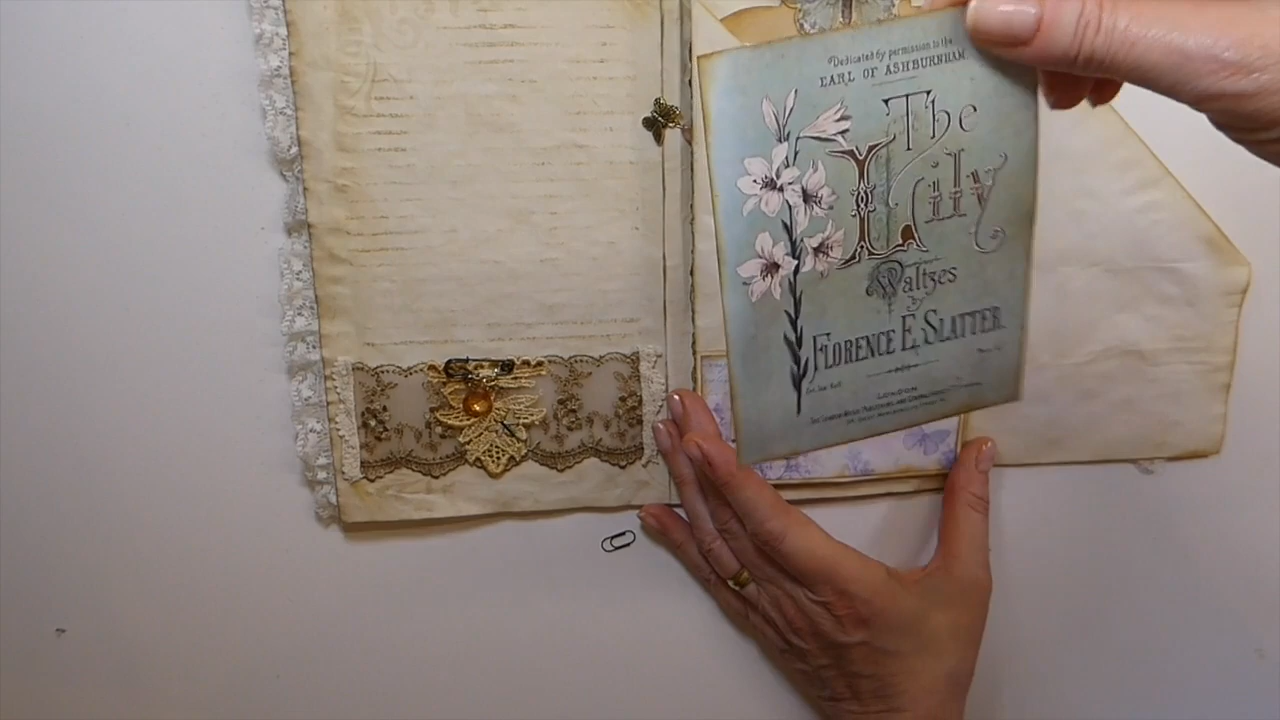 Dedicated by permission to the
EARL OF ASHBURNHAM.
The
Lily
Waltzes
by
FLORENCE E. SLATTER.
LONDON